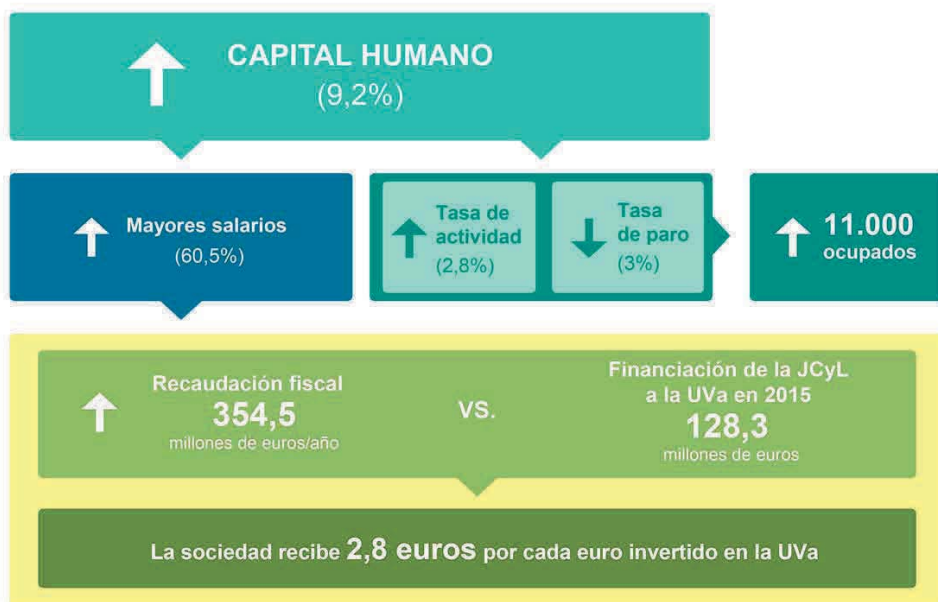 CAPITAL HUMANO
(9,2%)
Mayores salarios
(60,5%)
Tasa de
actividad
(2,8%)
Tasa
de paro
(3%)
11.000
ocupados
Recaudación fiscal
354,5
millones de euros/año
VS.
Financiación de la JCyL
a la UVa en 2015
128,3
millones de euros
La sociedad recibe 2,8 euros por cada euro invertido en la UVa